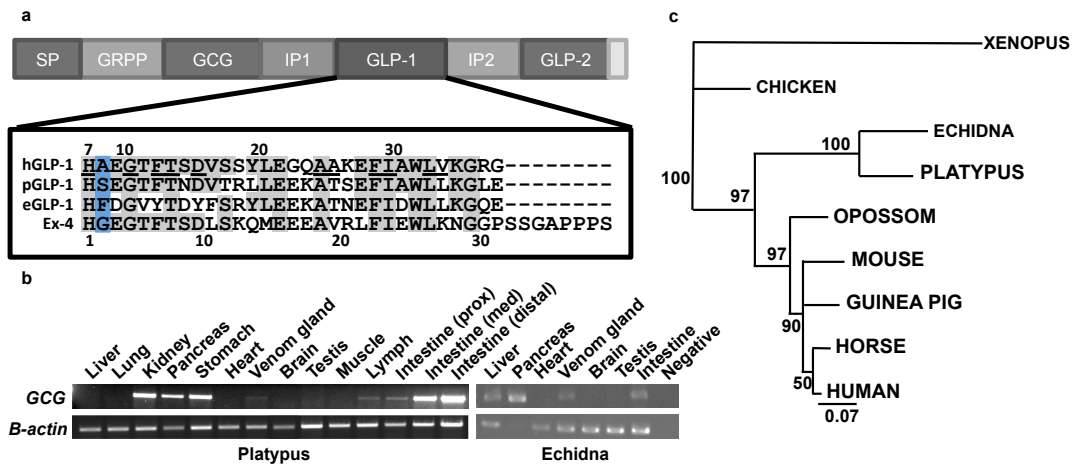 a
SP GRPP GCG IP1 GLP-1 IP2 GLP-2
7 10 20 30
hGLP-1 HAEGTFTSDVSSYLEGQAAKEFIAWLVKGRG--------
pGLP-1 HSEGTFTNDVTRLLEEKATSEFIAWLLKGLE--------
eGLP-1 HFDGVYTDYFSRYLEEKATNEFIDWLLKGQE--------
Ex-4 HGEGTFTSDLSKQMEEEAVRLFIEWLKNGGPSSGAPPPS
1 10 20 30
b
Liver Lung Kidney Pancreas Stomach Heart Venom gland Brain Testis Muscle Lymph Intestine (prox) Intestine (med) Intestine (distal) Liver Pancreas Heart Venom gland Brain Testis Intestine Negative
GCG
B-actin
Platypus Echidna
c
XENOPUS
CHICKEN
ECHIDNA
100
PLATYPUS
100
97
OPOSSOM
97
MOUSE
GUINEA PIG
90
HORSE
50
HUMAN
0.07